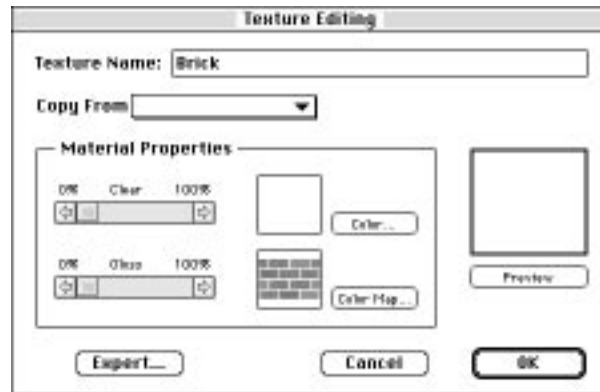 Texture Editing
Texture Name: Brick
Copy From
Material Properties
0% Clear 100%
Color...
0% Gloss 100%
Color Map...
Preview
Expert... Cancel OK